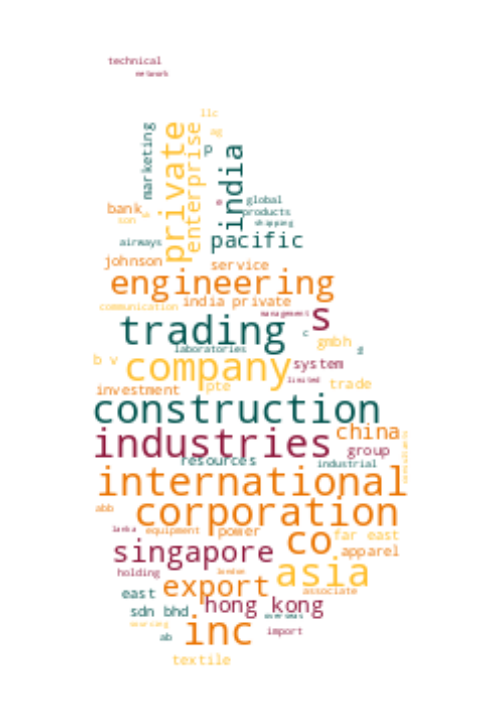 technical
network
llc
marketing
private
enterprise
ag
p
india
bank
e
global
products
son
shipping
airways
pacific
johnson
service
engineering
india private
communication
management
s
trading
c
gmbh
laboratories
b v
company
system
limited
investment
pte
trade
construction
industries
china
resources
group
industrial
international
abb
corporation
lanka
equipment
power
co
far east
singapore
apparel
holding
london
asia
export
associate
east
hong kong
sdn bhd
overseas
sourcing
inc
import
ab
textile